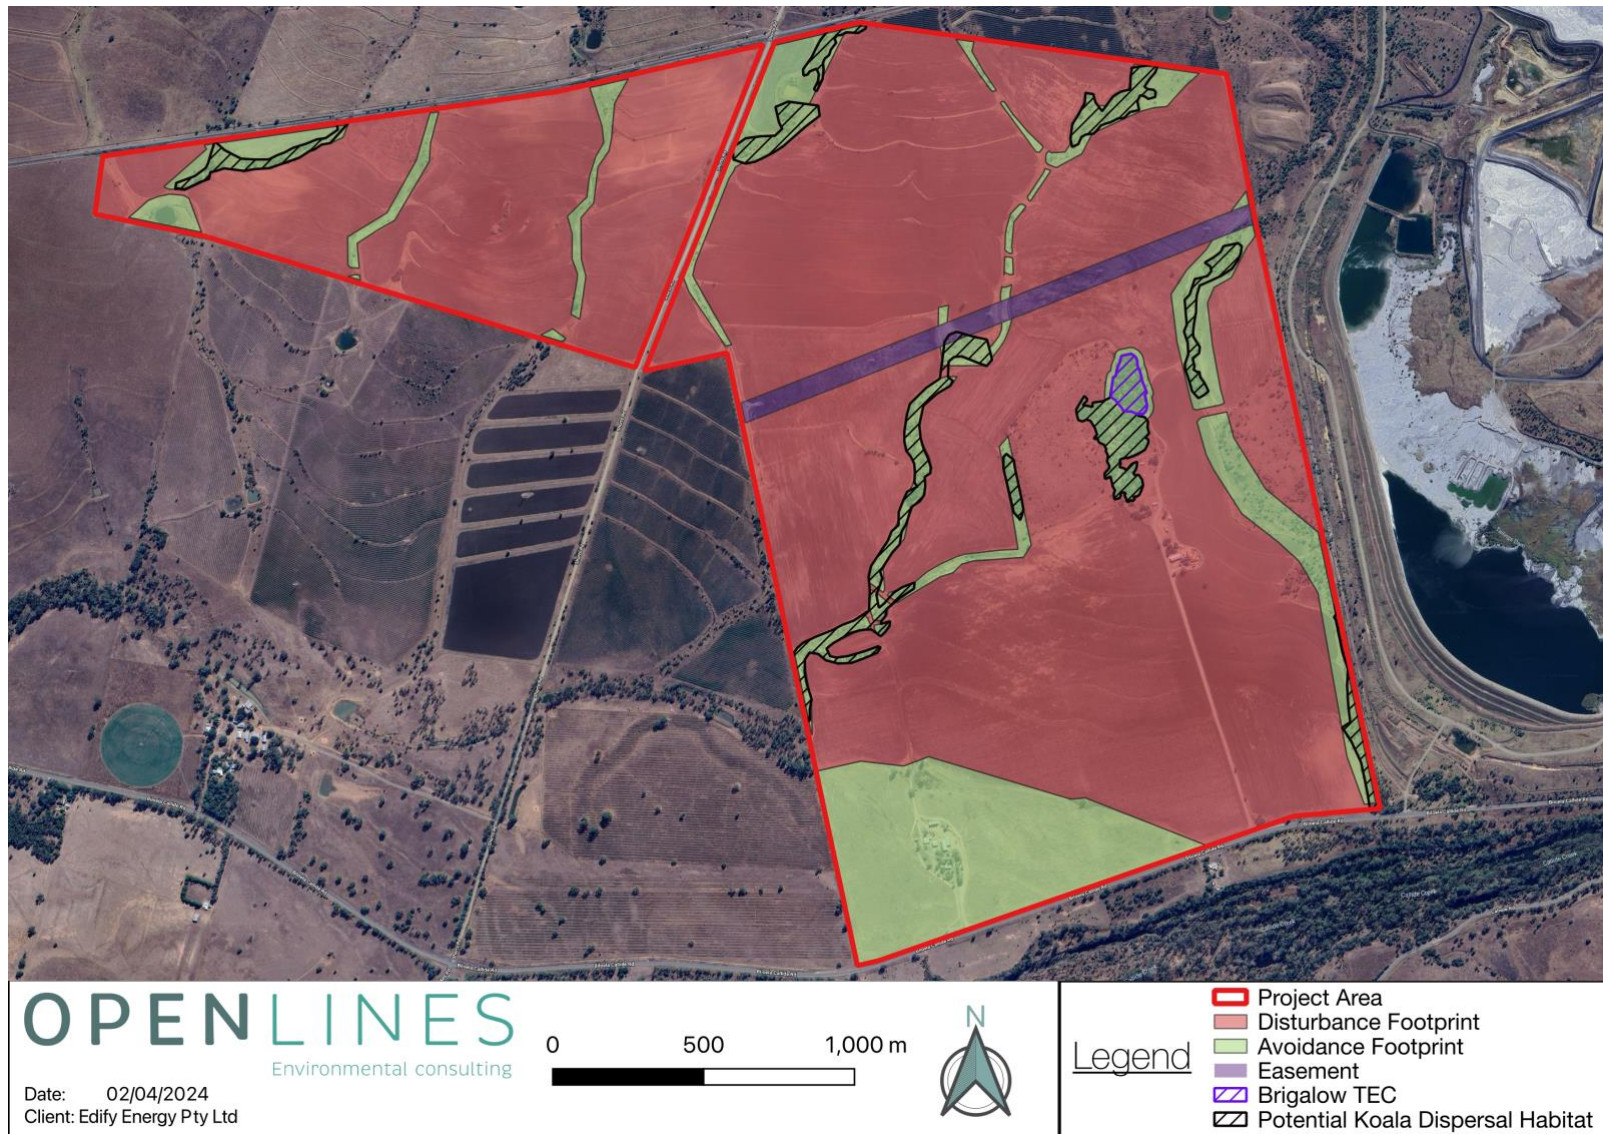 OPENLINES
Environmental consulting
Date: 02/04/2024
Client: Edify Energy Pty Ltd
0 500 1,000 m
N
Legend
Project Area
Disturbance Footprint
Avoidance Footprint
Easement
Brigalow TEC
Potential Koala Dispersal Habitat